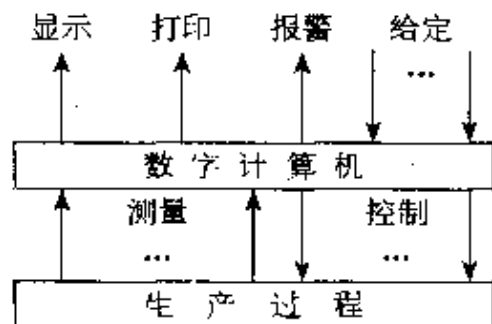 显示 打印 报警 给定
...
数字计算机
测量 控制
... ...
生产过程